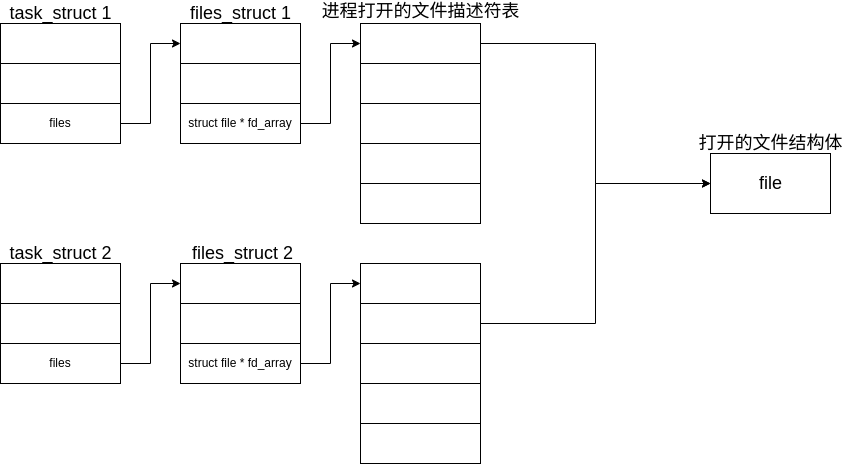 task_struct 1
files_struct 1
进程打开的文件描述符表
files
struct file * fd_array
打开的文件结构体
file
task_struct 2
files_struct 2
files
struct file * fd_array